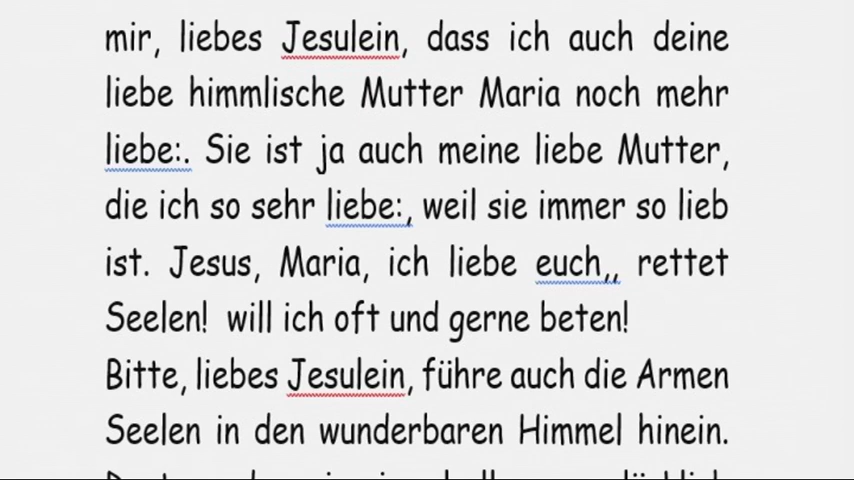 mir, liebes Jesulein, dass ich auch deine
liebe himmlische Mutter Maria noch mehr
liebe:. Sie ist ja auch meine liebe Mutter,
die ich so sehr liebe:, weil sie immer so lieb
ist. Jesus, Maria, ich liebe euch,, rettet
Seelen!  will ich oft und gerne beten!
Bitte, liebes Jesulein, führe auch die Armen
Seelen in den wunderbaren Himmel hinein.